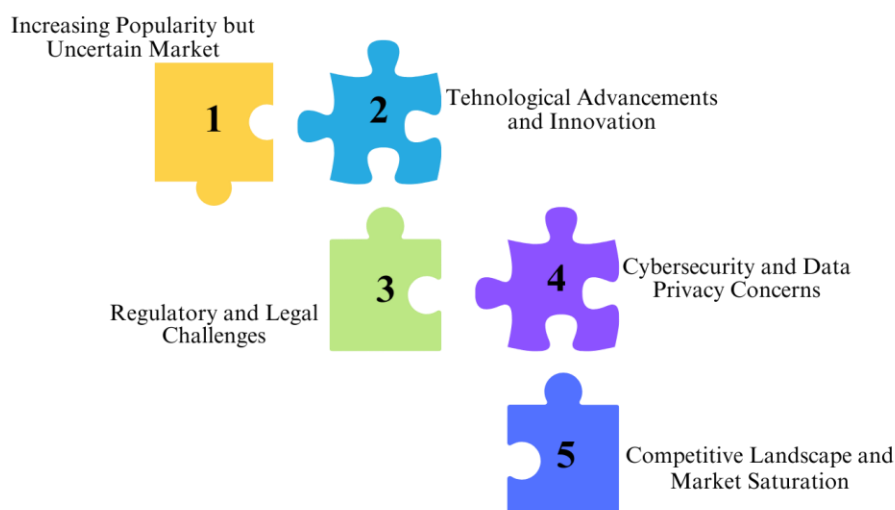 Increasing Popularity but
Uncertain Market
1
2
Tehnological Advancements
and Innovation
3
Regulatory and Legal
Challenges
4
Cybersecurity and Data
Privacy Concerns
5
Competitive Landscape and
Market Saturation